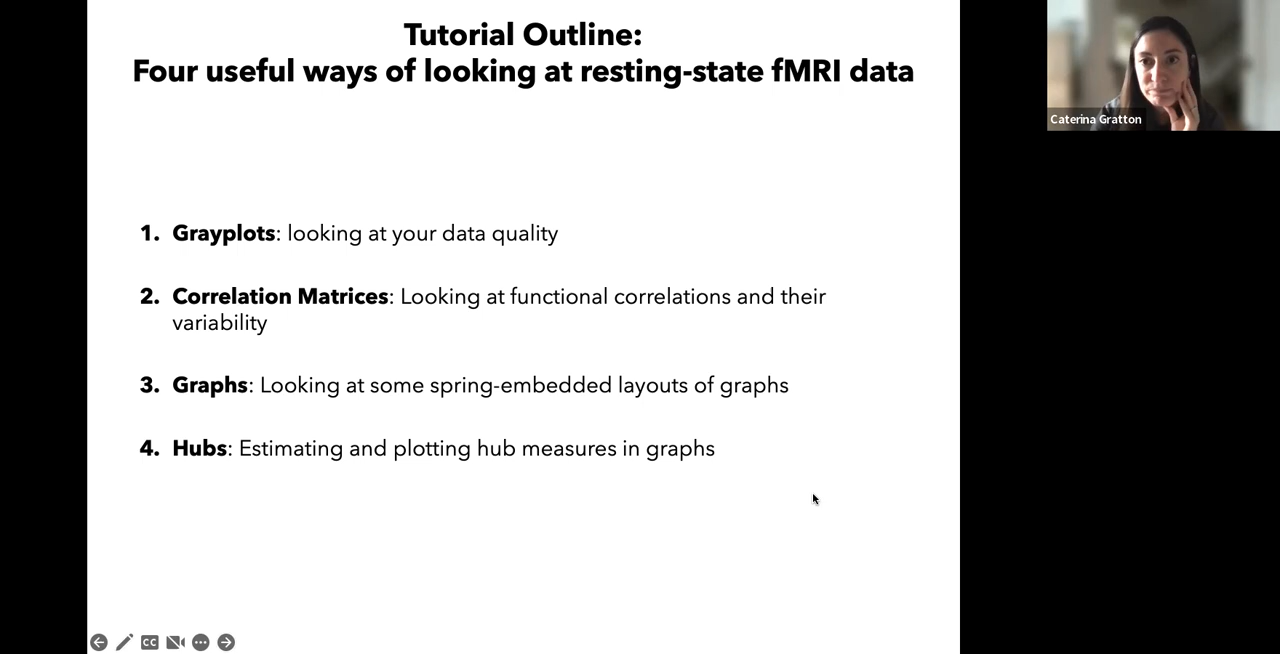 Tutorial Outline:
Four useful ways of looking at resting-state fMRI data
Caterina Gratton
1. Grayplots: looking at your data quality
2. Correlation Matrices: Looking at functional correlations and their
variability
3. Graphs: Looking at some spring-embedded layouts of graphs
4. Hubs: Estimating and plotting hub measures in graphs
CC